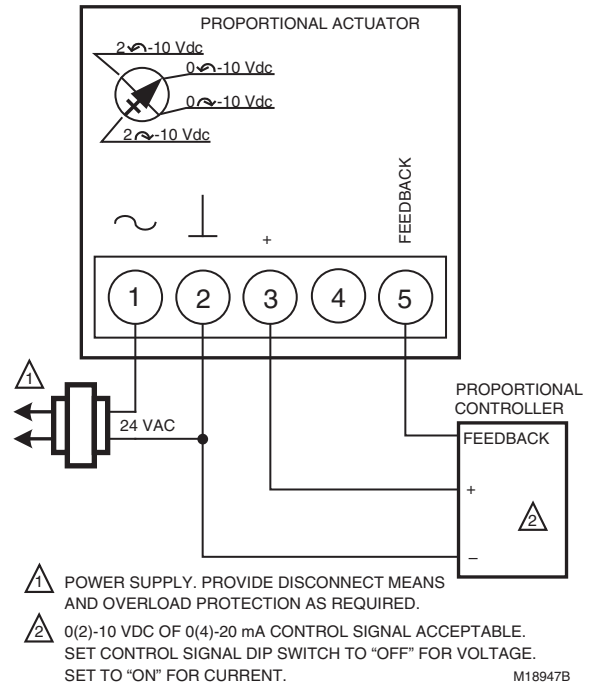 PROPORTIONAL ACTUATOR
2 -10 Vdc
0 -10 Vdc
0 -10 Vdc
2 -10 Vdc
FEEDBACK
+
1 2 3 4 5
1
24 VAC
PROPORTIONAL
CONTROLLER
FEEDBACK
+
2
–
1 POWER SUPPLY. PROVIDE DISCONNECT MEANS
AND OVERLOAD PROTECTION AS REQUIRED.
2 0(2)-10 VDC OF 0(4)-20 mA CONTROL SIGNAL ACCEPTABLE.
SET CONTROL SIGNAL DIP SWITCH TO “OFF” FOR VOLTAGE.
SET TO “ON” FOR CURRENT.
M18947B